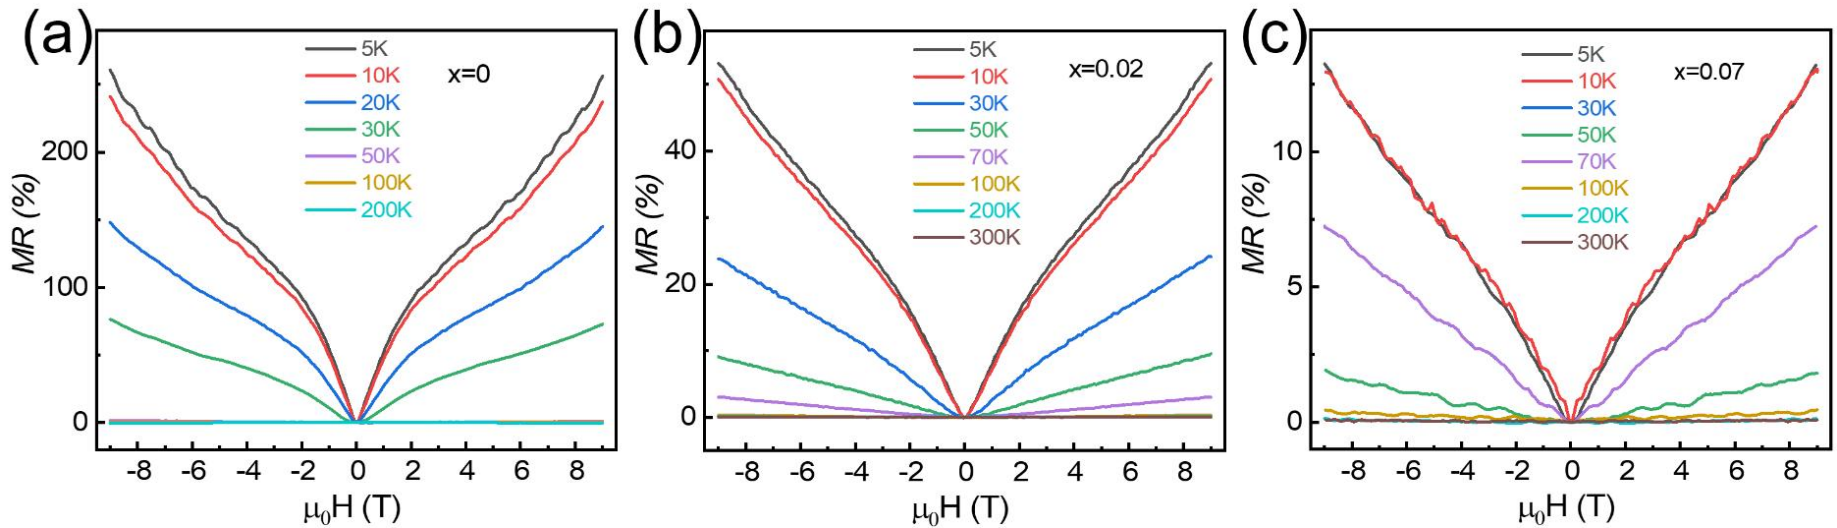 (a)
5K
10K
20K
30K
50K
100K
200K
x=0
200
100
0
MR (%)
-8 -6 -4 -2 0 2 4 6 8
μ0H (T)
(b)
5K
10K
30K
50K
70K
100K
200K
300K
x=0.02
40
20
0
MR (%)
-8 -6 -4 -2 0 2 4 6 8
μ0H (T)
(c)
5K
10K
30K
50K
70K
100K
200K
300K
x=0.07
10
5
0
MR (%)
-8 -6 -4 -2 0 2 4 6 8
μ0H (T)